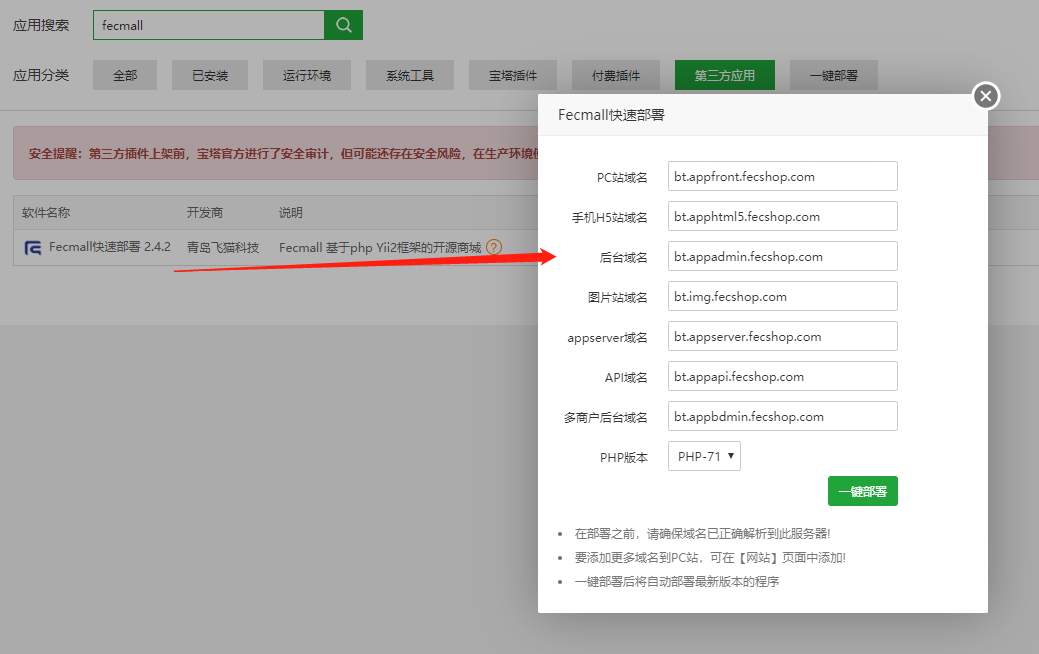 应用搜索 fecmall
应用分类 全部 已安装 运行环境 系统工具 宝塔插件 付费插件 第三方应用 一键部署
安全提醒：第三方插件上架前，宝塔官方进行了安全审计，但可能还存在安全风险，在生产环境
软件名称 开发商 说明
Fecmall快速部署 2.4.2 青岛飞猫科技 Fecmall 基于php Yii2框架的开源商城 ?
Fecmall快速部署
PC站域名 bt.appfront.fecshop.com
手机H5站域名 bt.apphtml5.fecshop.com
后台域名 bt.appadmin.fecshop.com
图片站域名 bt.img.fecshop.com
appserver域名 bt.appserver.fecshop.com
API域名 bt.appapi.fecshop.com
多商户后台域名 bt.appbdmin.fecshop.com
PHP版本 PHP-71
一键部署
在部署之前，请确保域名已正确解析到此服务器!
要添加更多域名到PC站，可在【网站】页面中添加!
一键部署后将自动部署最新版本的程序